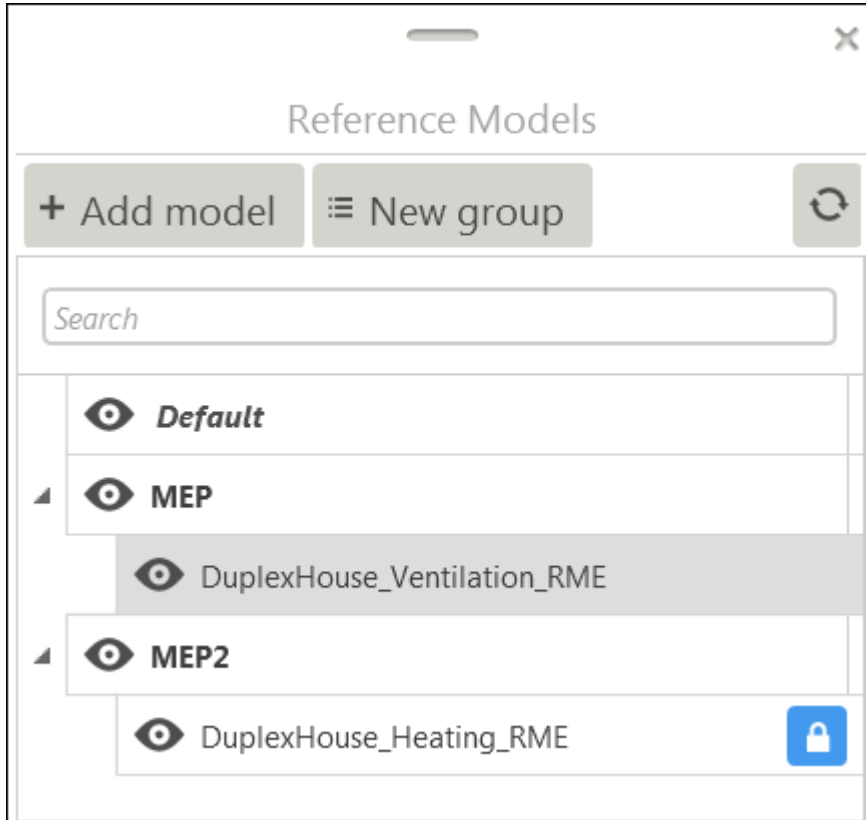 Reference Models
+ Add model New group
Search
Default
MEP
DuplexHouse_Ventilation_RME
MEP2
DuplexHouse_Heating_RME